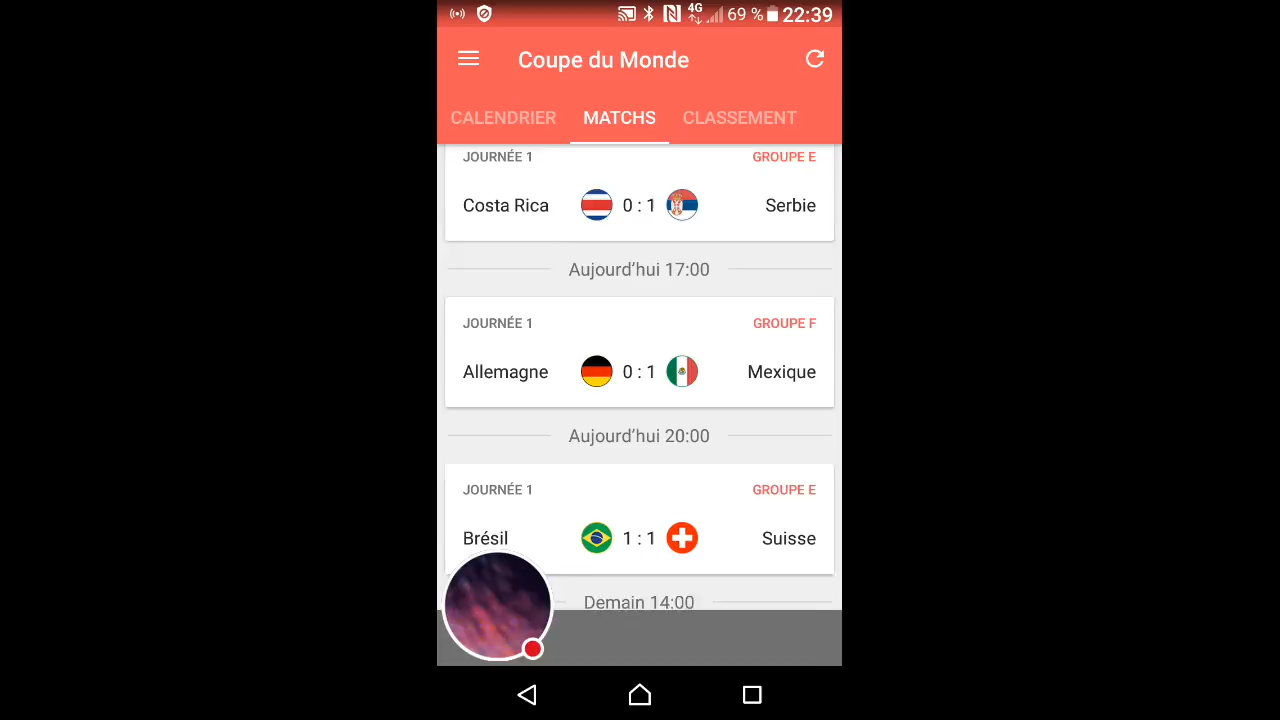 4G 69 % 22:39
Coupe du Monde
CALENDRIER MATCHS CLASSEMENT
JOURNÉE 1 GROUPE E
Costa Rica 0 : 1 Serbie
Aujourd’hui 17:00
JOURNÉE 1 GROUPE F
Allemagne 0 : 1 Mexique
Aujourd’hui 20:00
JOURNÉE 1 GROUPE E
Brésil 1 : 1 Suisse
Demain 14:00